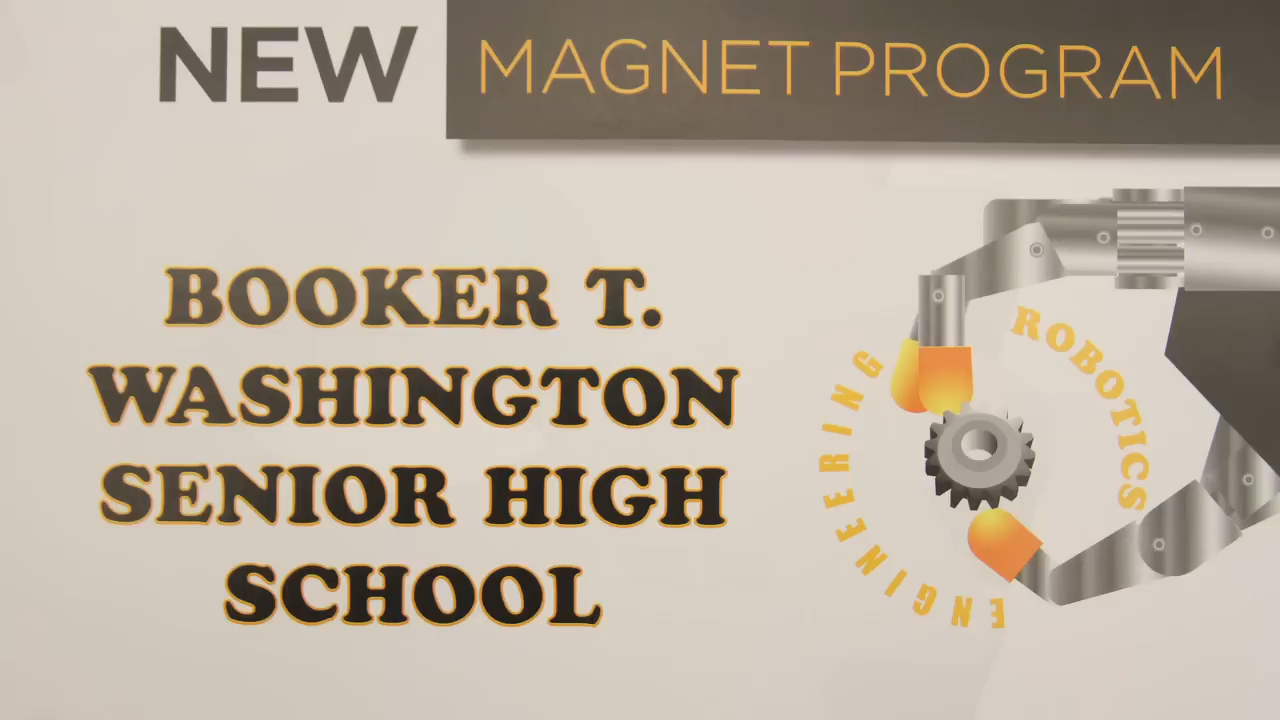 NEW MAGNET PROGRAM
BOOKER T.
WASHINGTON
SENIOR HIGH
SCHOOL
ENGINEERING
ROBOTICS